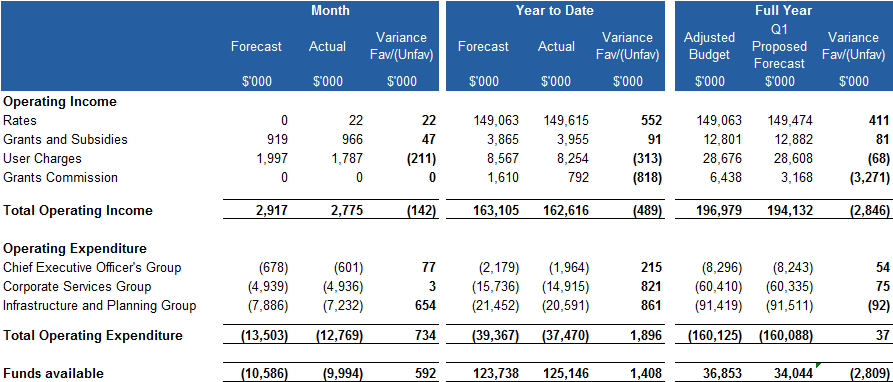 Month Year to Date Full Year
Forecast Actual Variance Fav/(Unfav) Forecast Actual Variance Fav/(Unfav) Adjusted Budget Q1 Proposed Forecast Variance Fav/(Unfav)
$'000 $'000 $'000 $'000 $'000 $'000 $'000 $'000 $'000
Operating Income
Rates 0 22 22 149,063 149,615 552 149,063 149,474 411
Grants and Subsidies 919 966 47 3,865 3,955 91 12,801 12,882 81
User Charges 1,997 1,787 (211) 8,567 8,254 (313) 28,676 28,608 (68)
Grants Commission 0 0 0 1,610 792 (818) 6,438 3,168 (3,271)
Total Operating Income 2,917 2,775 (142) 163,105 162,616 (489) 196,979 194,132 (2,846)
Operating Expenditure
Chief Executive Officer's Group (678) (601) 77 (2,179) (1,964) 215 (8,296) (8,243) 54
Corporate Services Group (4,939) (4,936) 3 (15,736) (14,915) 821 (60,410) (60,335) 75
Infrastructure and Planning Group (7,886) (7,232) 654 (21,452) (20,591) 861 (91,419) (91,511) (92)
Total Operating Expenditure (13,503) (12,769) 734 (39,367) (37,470) 1,896 (160,125) (160,088) 37
Funds available (10,586) (9,994) 592 123,738 125,146 1,408 36,853 34,044 (2,809)